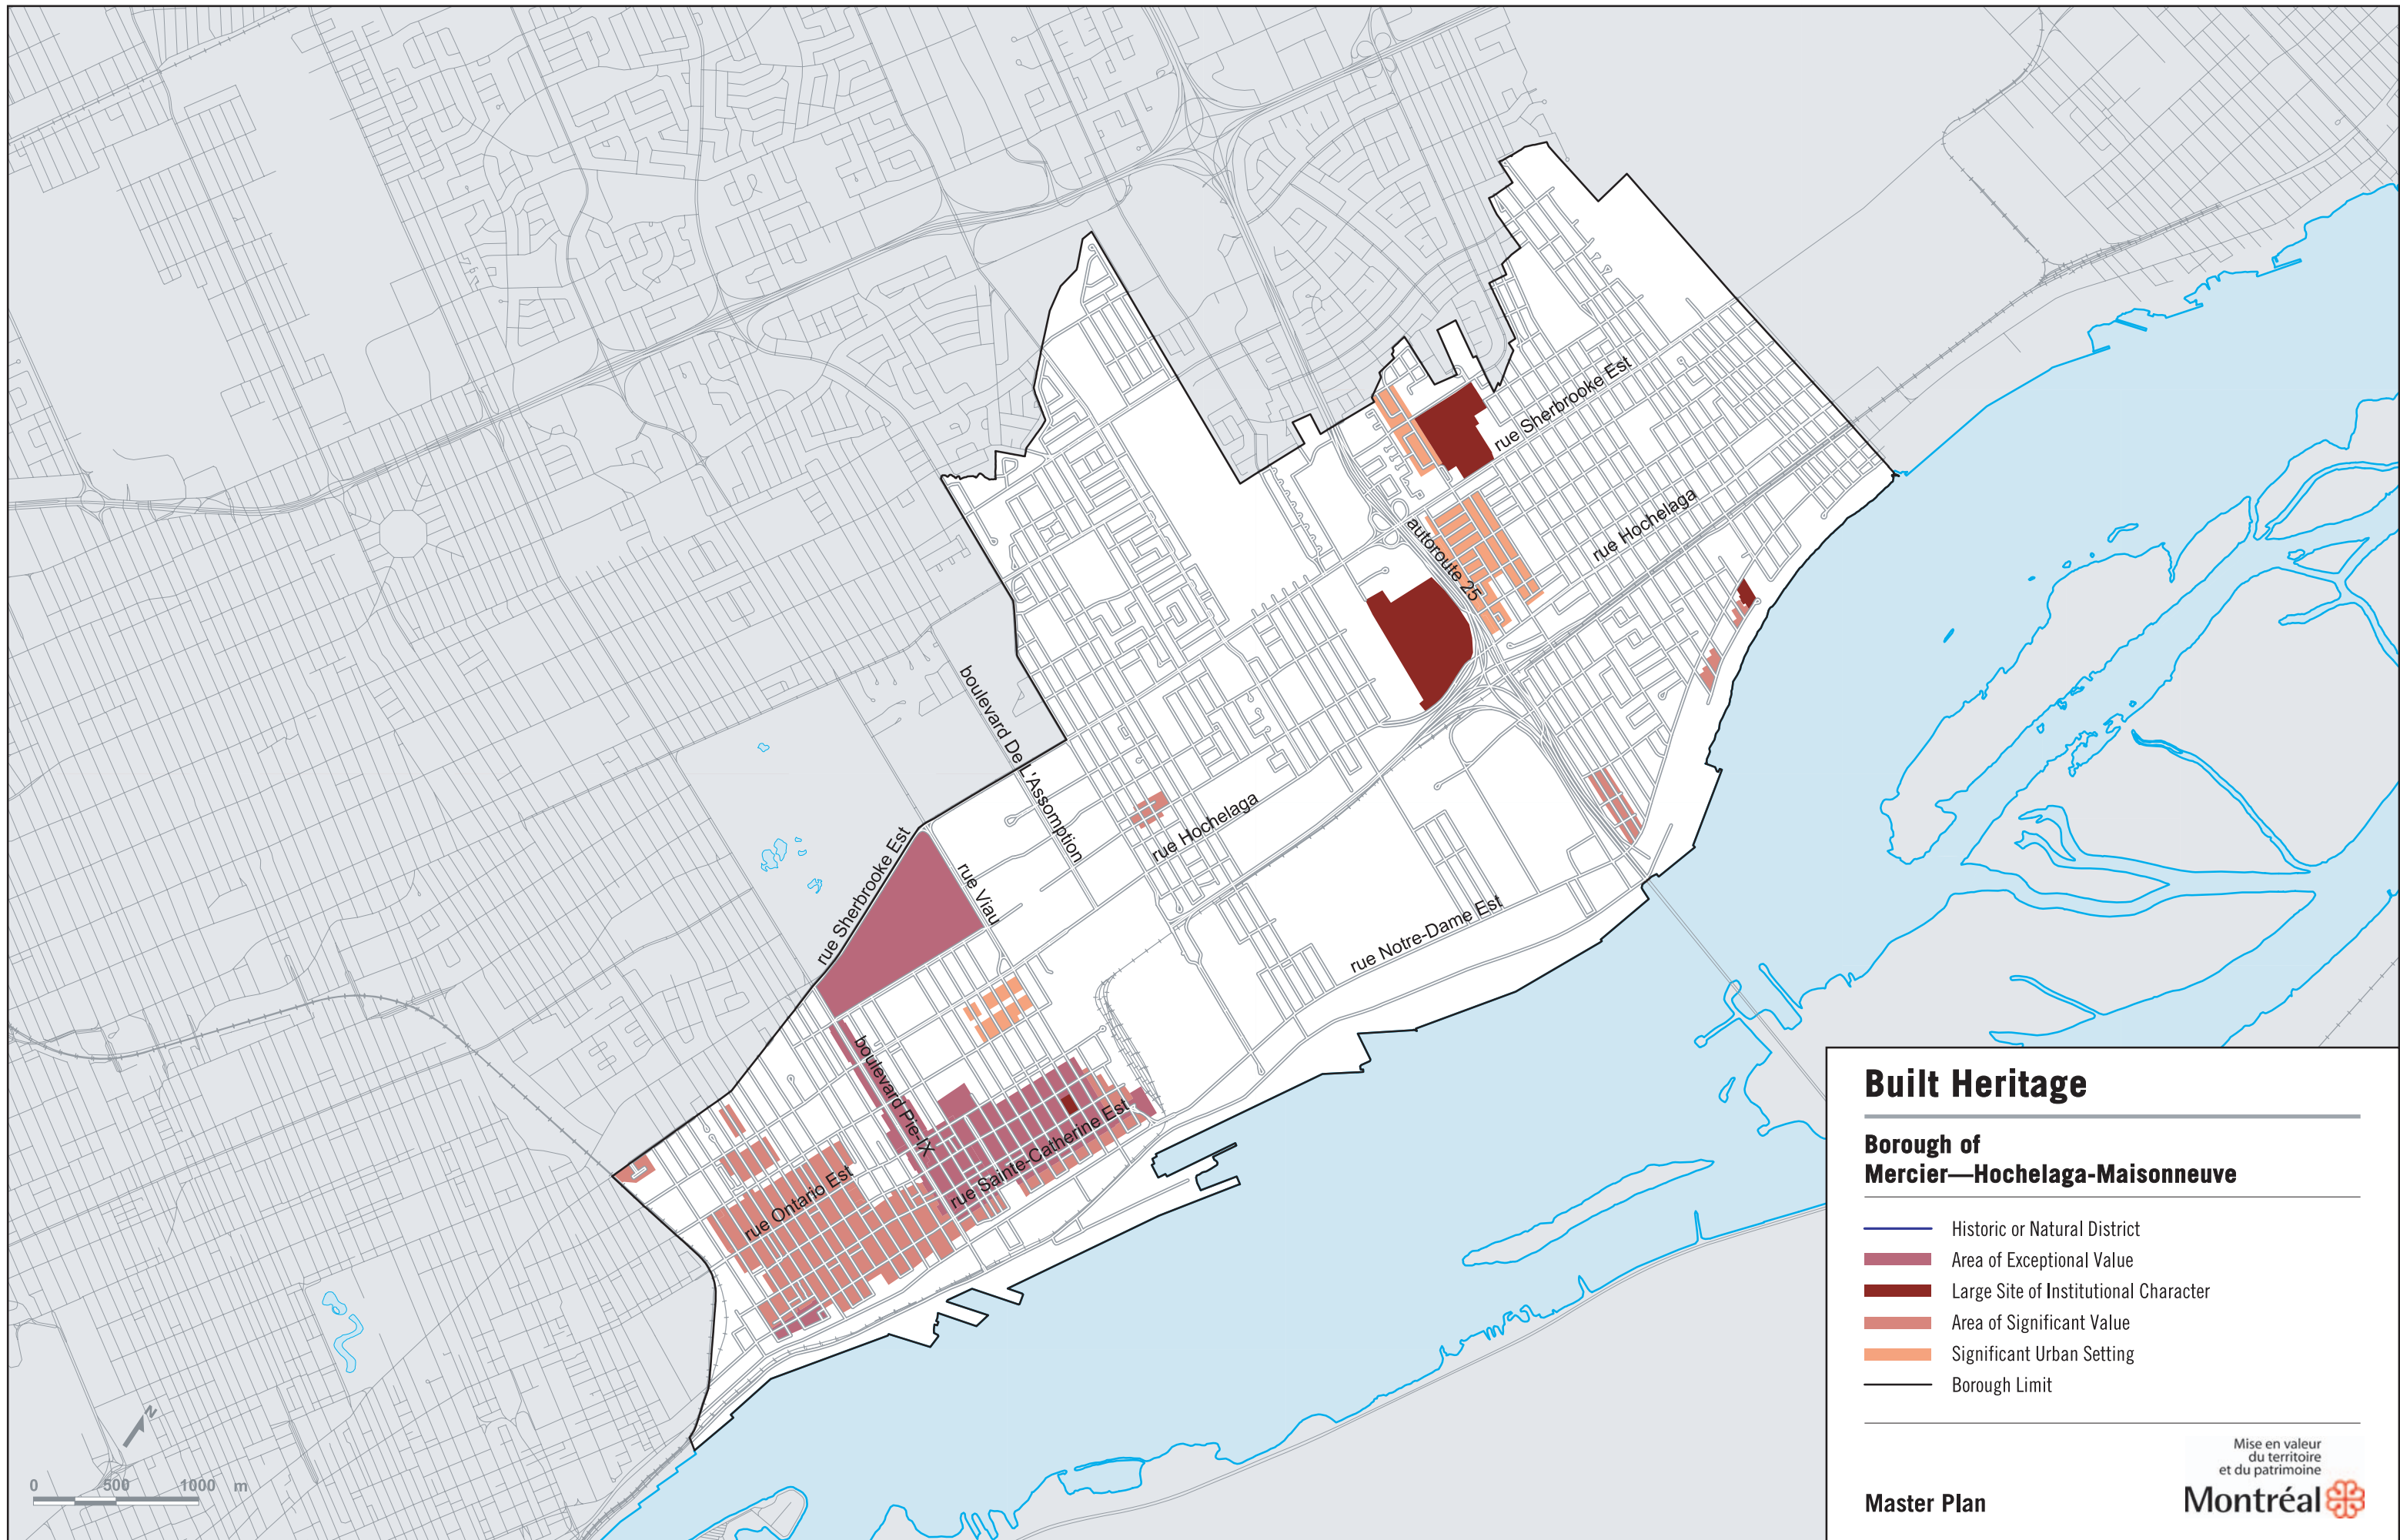 rue Sherbrooke Est
rue Hochelaga
autoroute 25
boulevard De L'Assomption
rue Hochelaga
rue Sherbrooke Est
rue Viau
rue Notre-Dame Est
boulevard Pie-IX
rue Sainte-Catherine Est
rue Ontario Est
N
0 500 1000 m
Built Heritage
Borough of
Mercier—Hochelaga-Maisonneuve
Historic or Natural District
Area of Exceptional Value
Large Site of Institutional Character
Area of Significant Value
Significant Urban Setting
Borough Limit
Mise en valeur
du territoire
et du patrimoine
Master Plan
Montréal